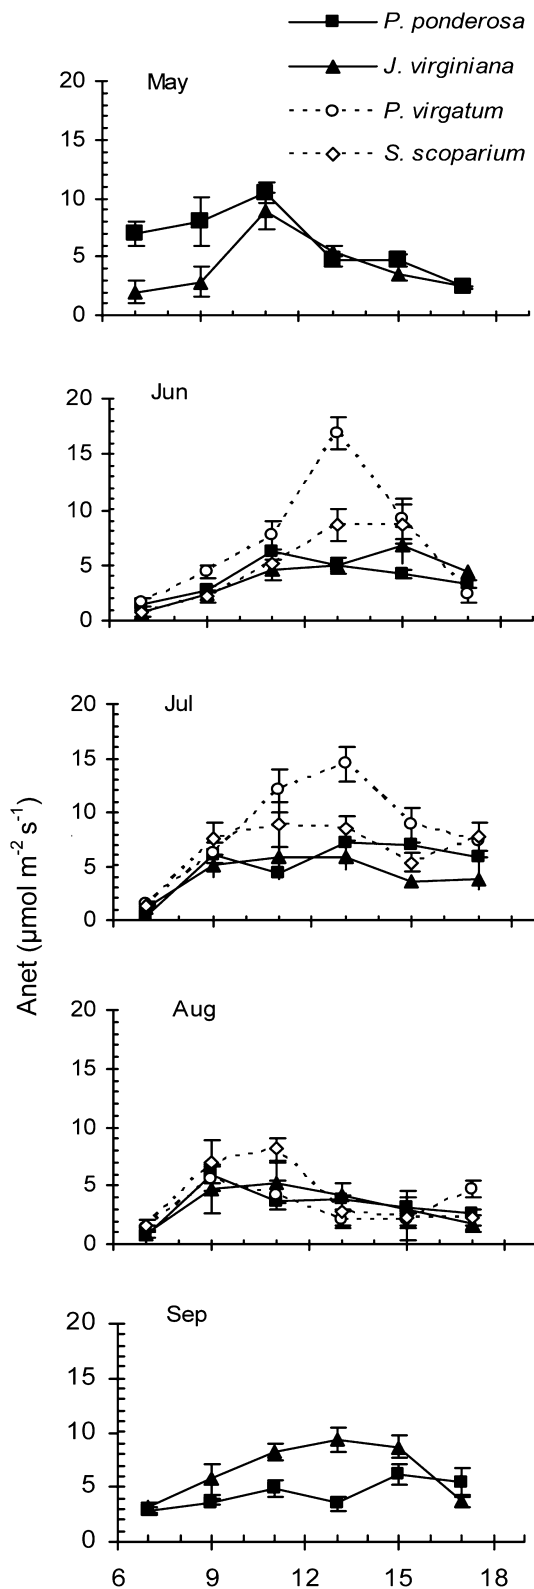 P. ponderosa
J. virginiana
P. virgatum
S. scoparium
May
20
15
10
5
0
Jun
20
15
10
5
0
Jul
20
15
10
5
0
Anet (µmol m⁻² s⁻¹)
Aug
20
15
10
5
0
Sep
20
15
10
5
0
6 9 12 15 18